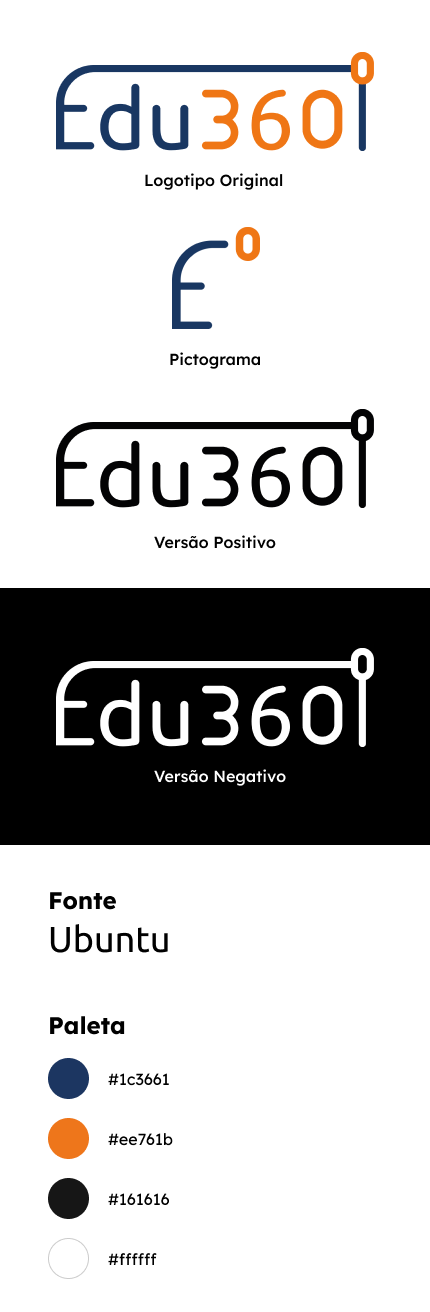 Edu360
Logotipo Original
E
Pictograma
Edu360
Versão Positivo
Edu360
Versão Negativo
Fonte
Ubuntu
Paleta
#1c3661
#ee761b
#161616
#ffffff